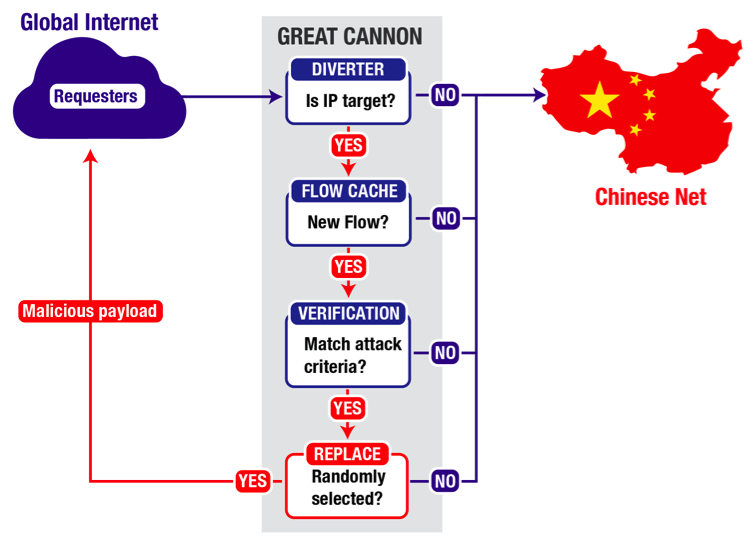 Global Internet
Requesters
GREAT CANNON
DIVERTER
Is IP target?
NO
YES
FLOW CACHE
New Flow?
NO
YES
VERIFICATION
Match attack
criteria?
NO
YES
REPLACE
Randomly
selected?
NO
YES
Malicious payload
Chinese Net